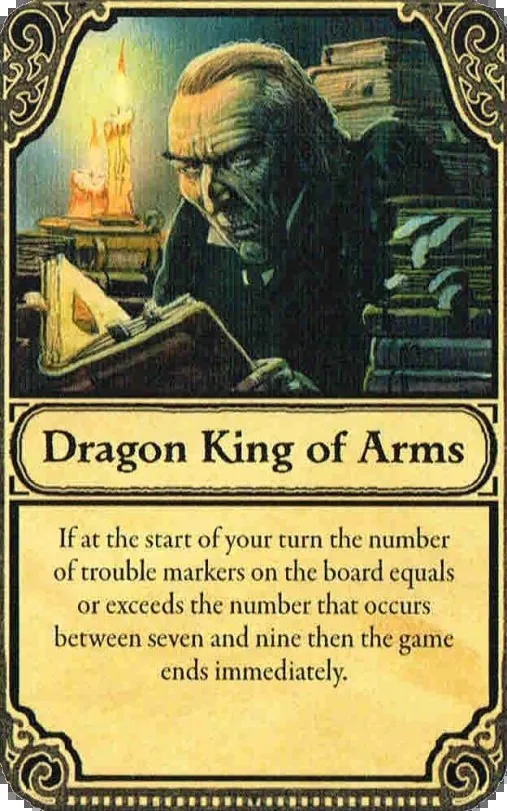 Dragon King of Arms
If at the start of your turn the number
of trouble markers on the board equals
or exceeds the number that occurs
between seven and nine then the game
ends immediately.